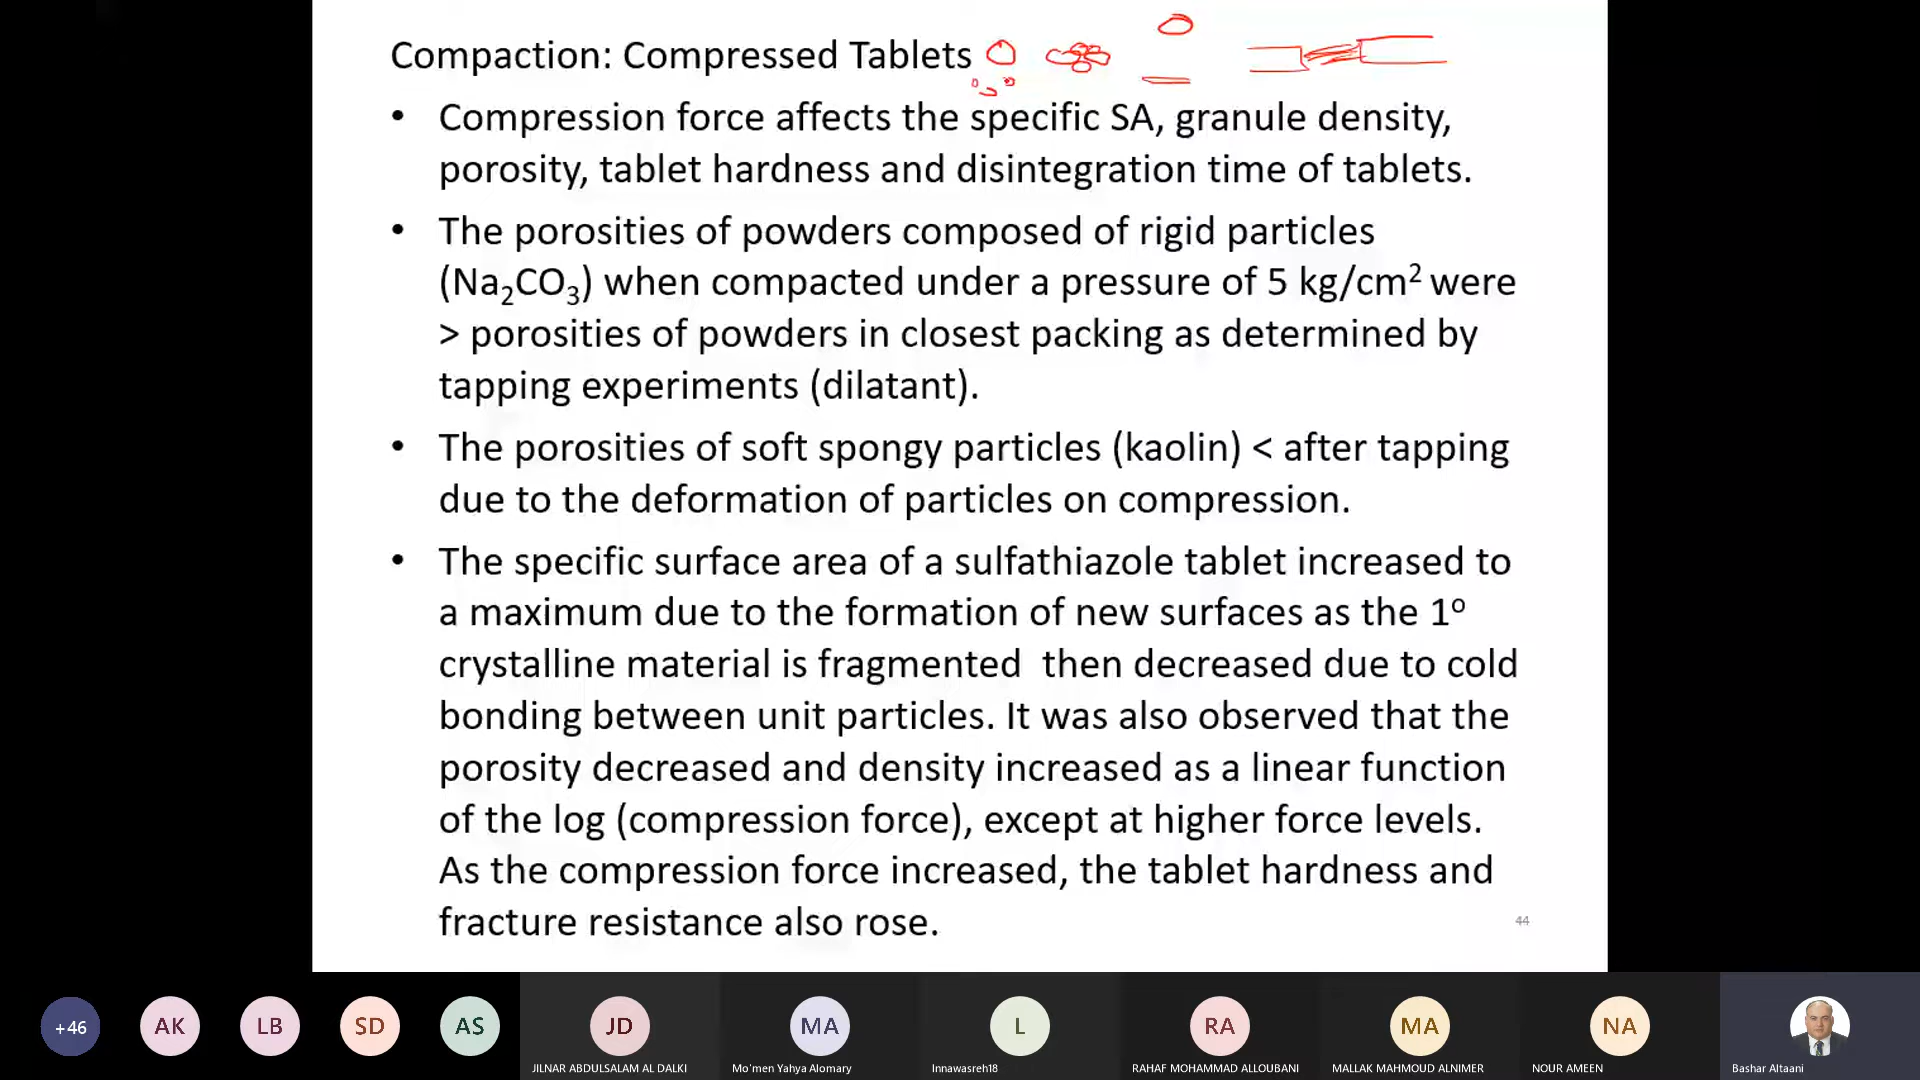 Compaction: Compressed Tablets
• Compression force affects the specific SA, granule density,
porosity, tablet hardness and disintegration time of tablets.
• The porosities of powders composed of rigid particles
(Na₂CO₃) when compacted under a pressure of 5 kg/cm² were
> porosities of powders in closest packing as determined by
tapping experiments (dilatant).
• The porosities of soft spongy particles (kaolin) < after tapping
due to the deformation of particles on compression.
• The specific surface area of a sulfathiazole tablet increased to
a maximum due to the formation of new surfaces as the 1º
crystalline material is fragmented  then decreased due to cold
bonding between unit particles. It was also observed that the
porosity decreased and density increased as a linear function
of the log (compression force), except at higher force levels.
As the compression force increased, the tablet hardness and
fracture resistance also rose.
44
+46 AK LB SD AS JD MA L RA MA NA
JILNAR ABDULSALAM AL DALKI Mo'men Yahya Alomary Innawasreh18 RAHAF MOHAMMAD ALLOUBANI MALLAK MAHMOUD ALNIMER NOUR AMEEN Bashar Altaani